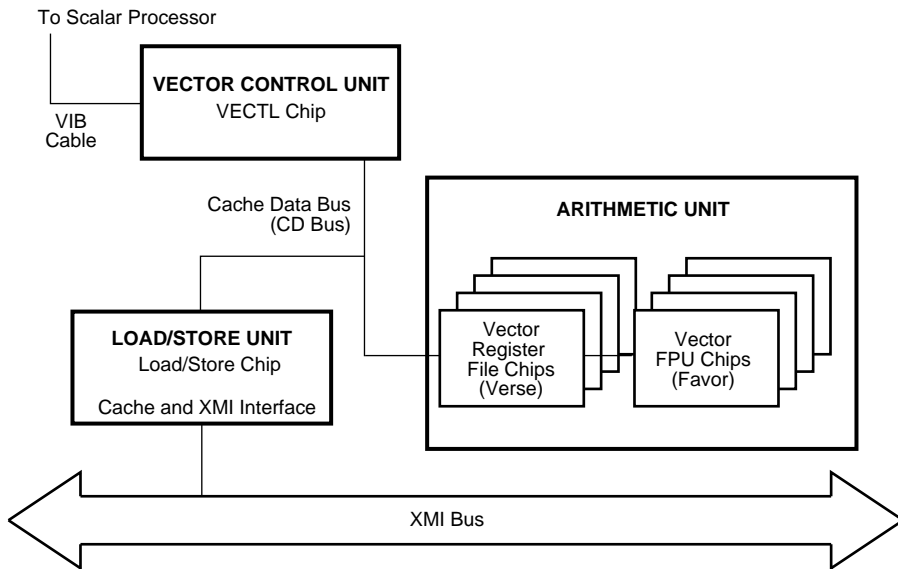 To Scalar Processor
VECTOR CONTROL UNIT
VECTL Chip
VIB
Cable
Cache Data Bus
(CD Bus)
ARITHMETIC UNIT
Vector
Register
File Chips
(Verse)
Vector
FPU Chips
(Favor)
LOAD/STORE UNIT
Load/Store Chip
Cache and XMI Interface
XMI Bus